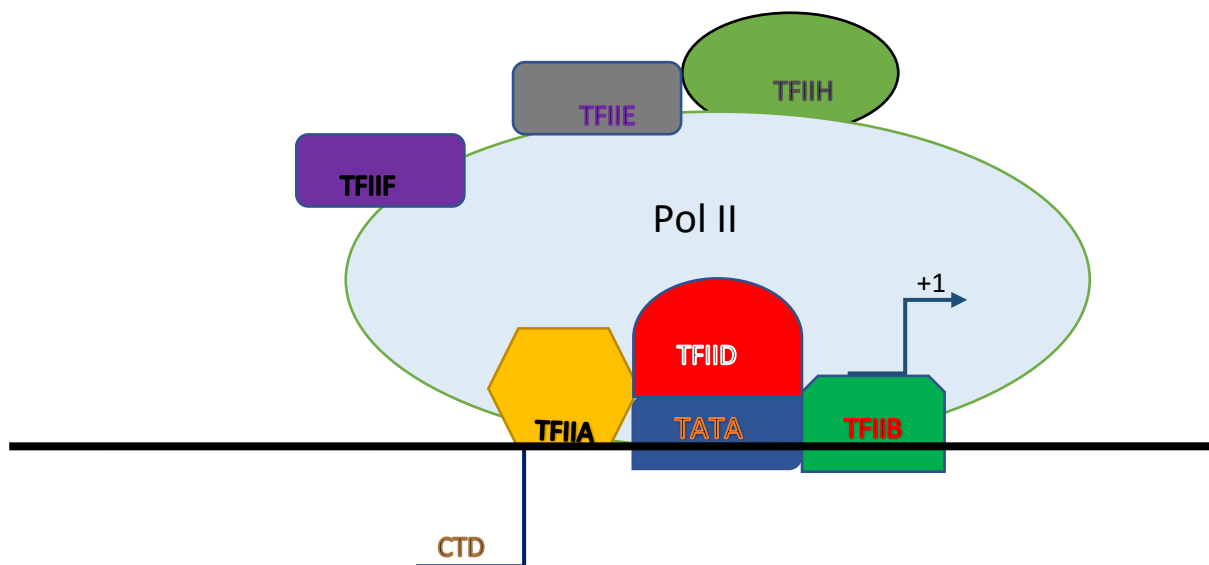 TFIIH
TFIIE
TFIIF
Pol II
+1
TFIID
TFIIA
TATA
TFIIB
CTD